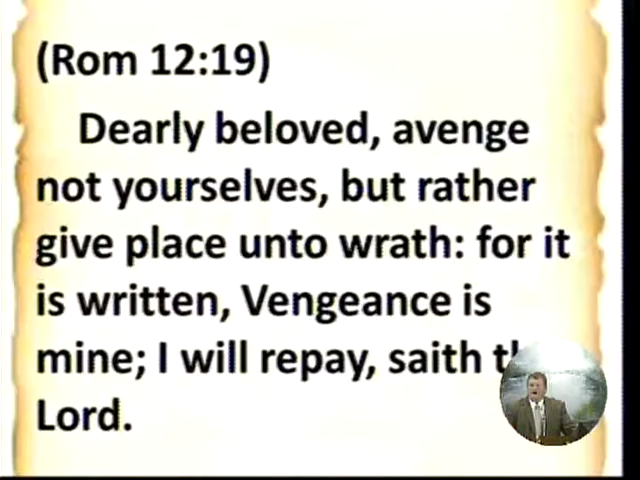 (Rom 12:19)
Dearly beloved, avenge
not yourselves, but rather
give place unto wrath: for it
is written, Vengeance is
mine; I will repay, saith
Lord.